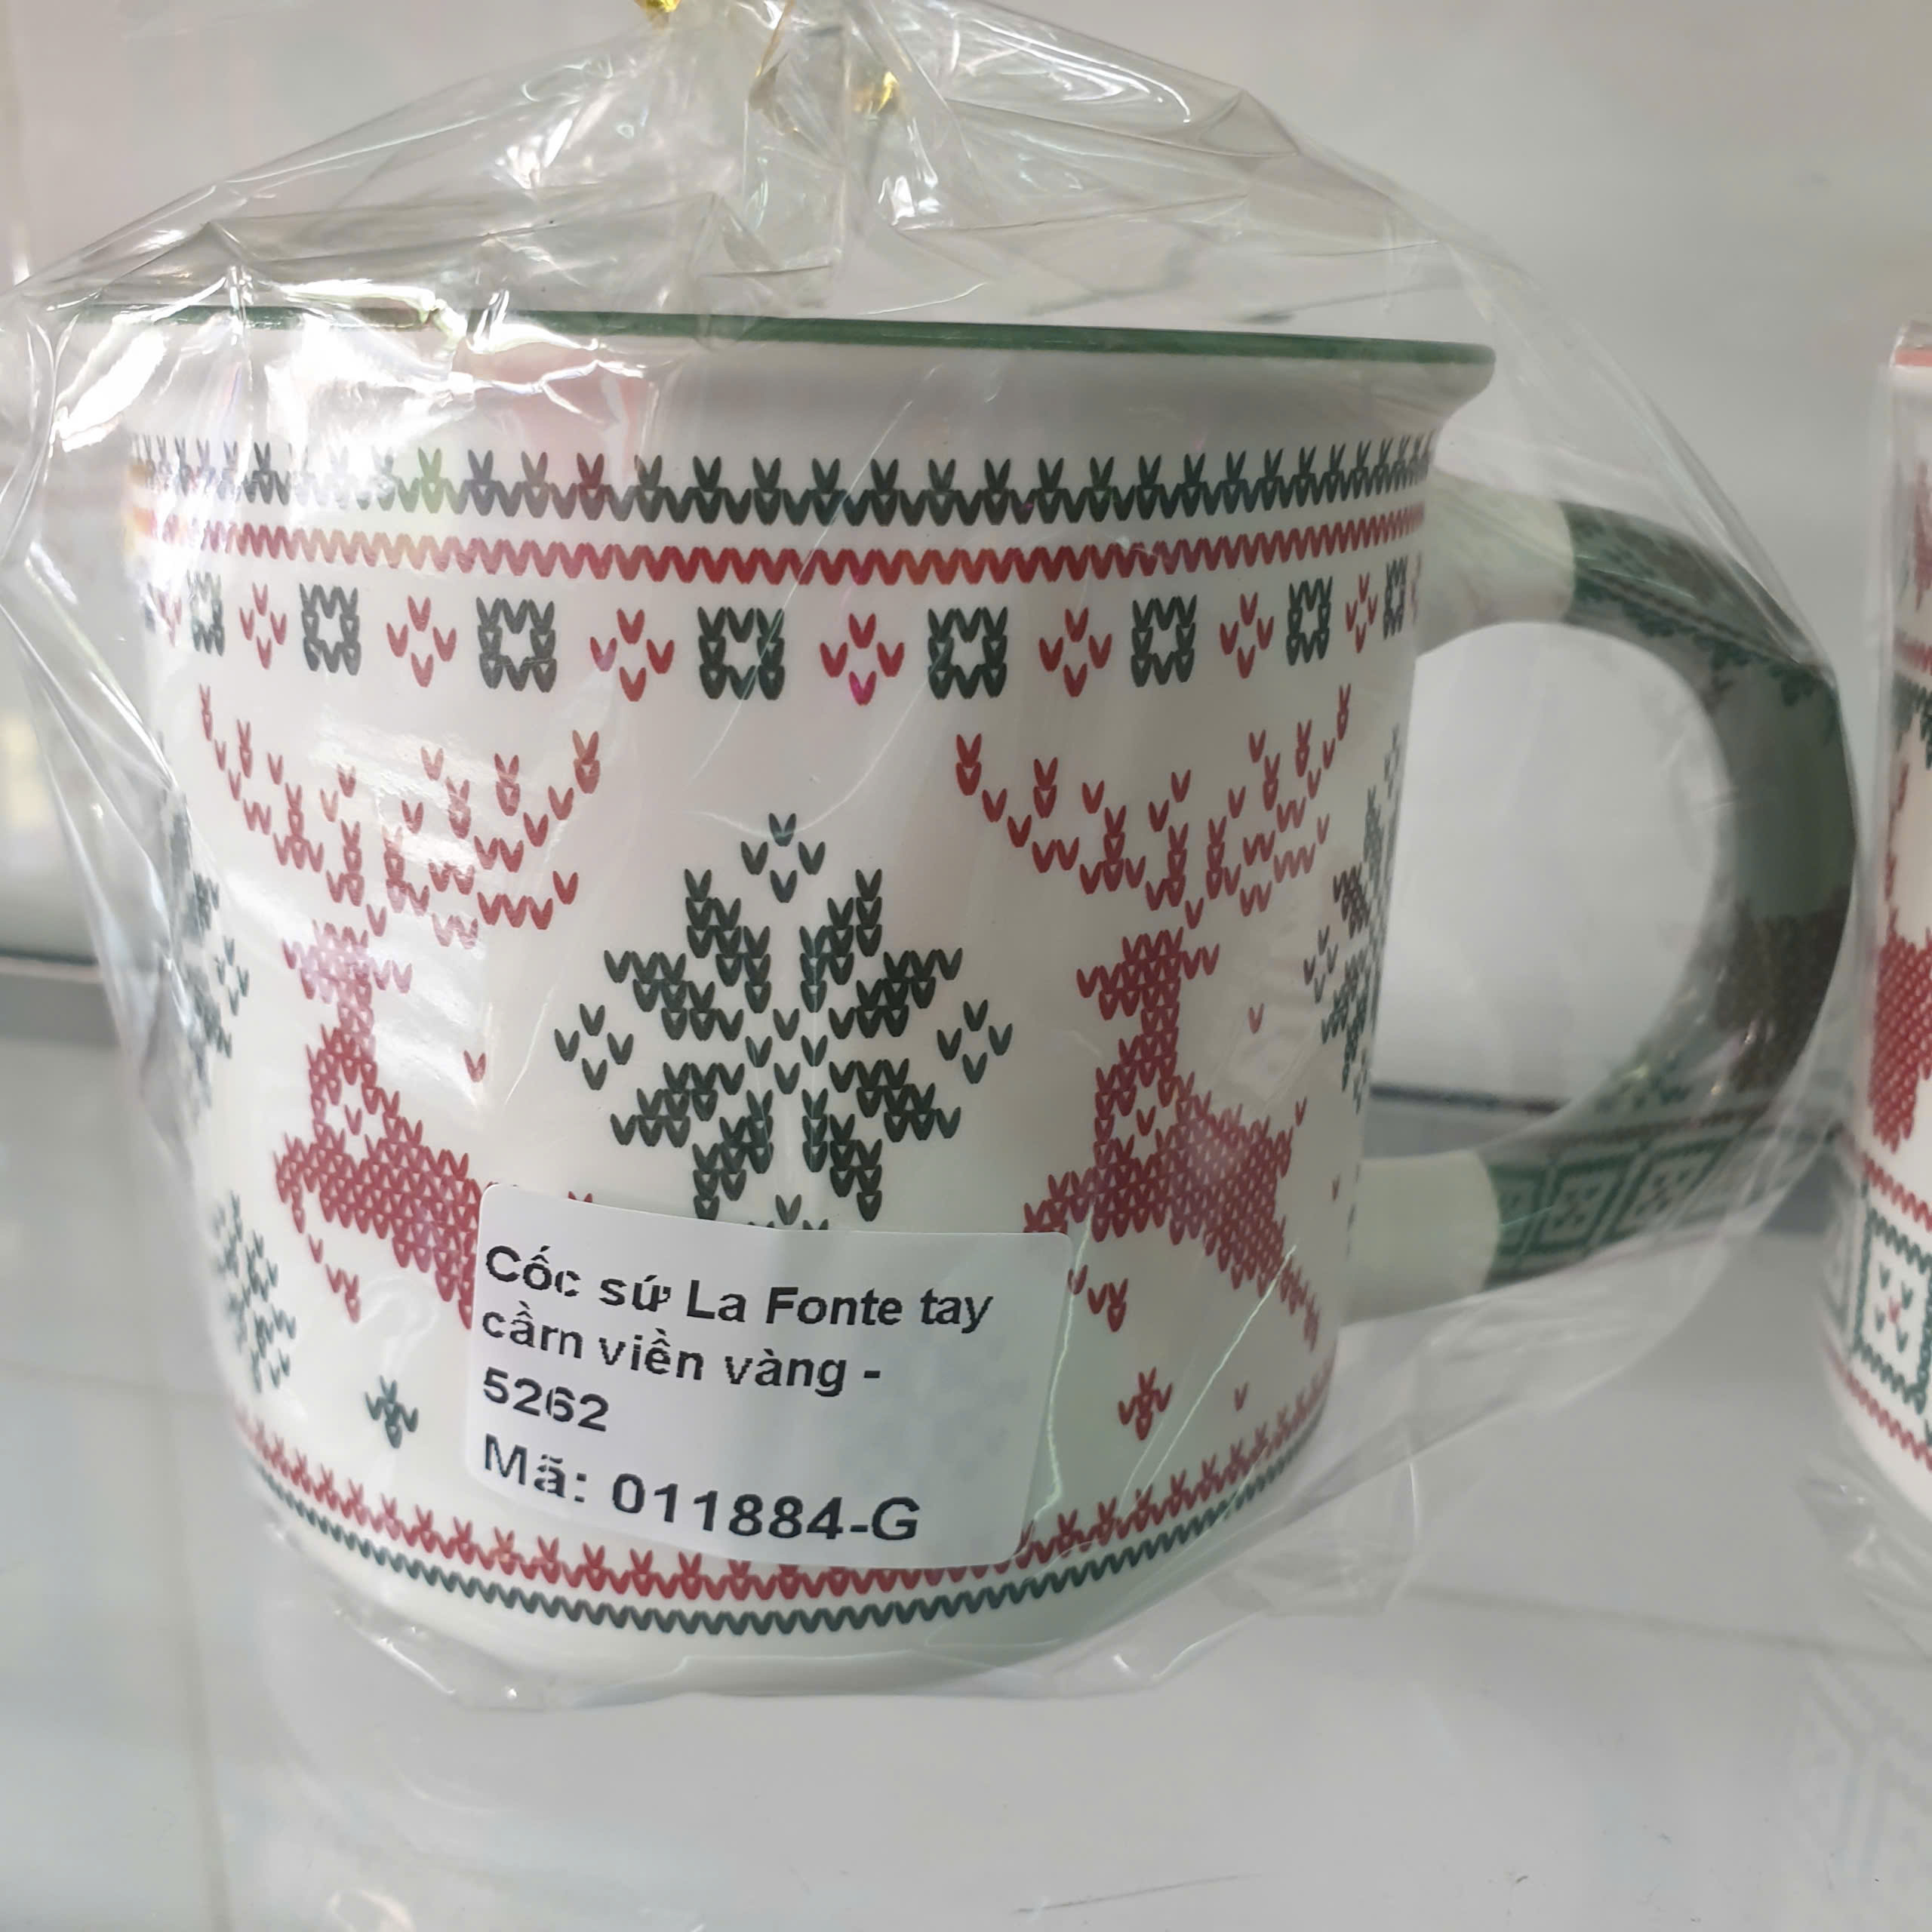 Cốc sứ La Fonte tay
cầm viền vàng -
5262
Mã: 011884-G